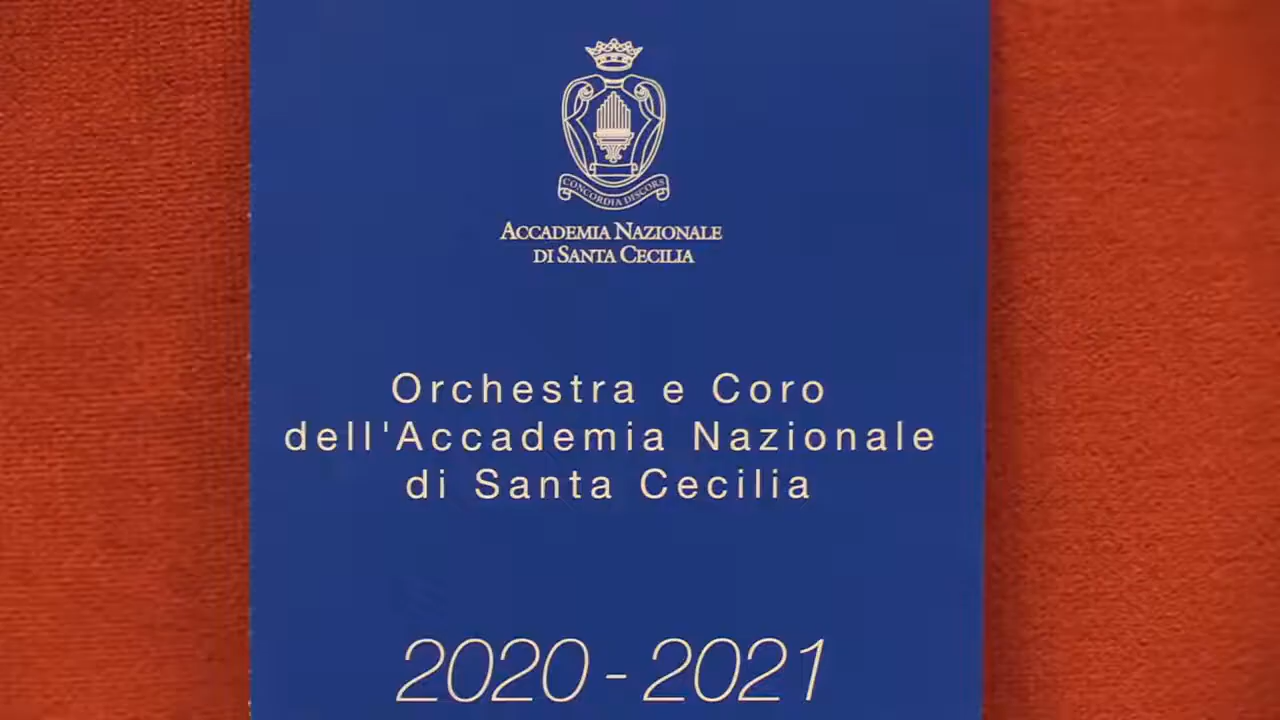 CONCORDIA DISCORS
ACCADEMIA NAZIONALE
DI SANTA CECILIA
Orchestra e Coro
dell'Accademia Nazionale
di Santa Cecilia
2020 - 2021